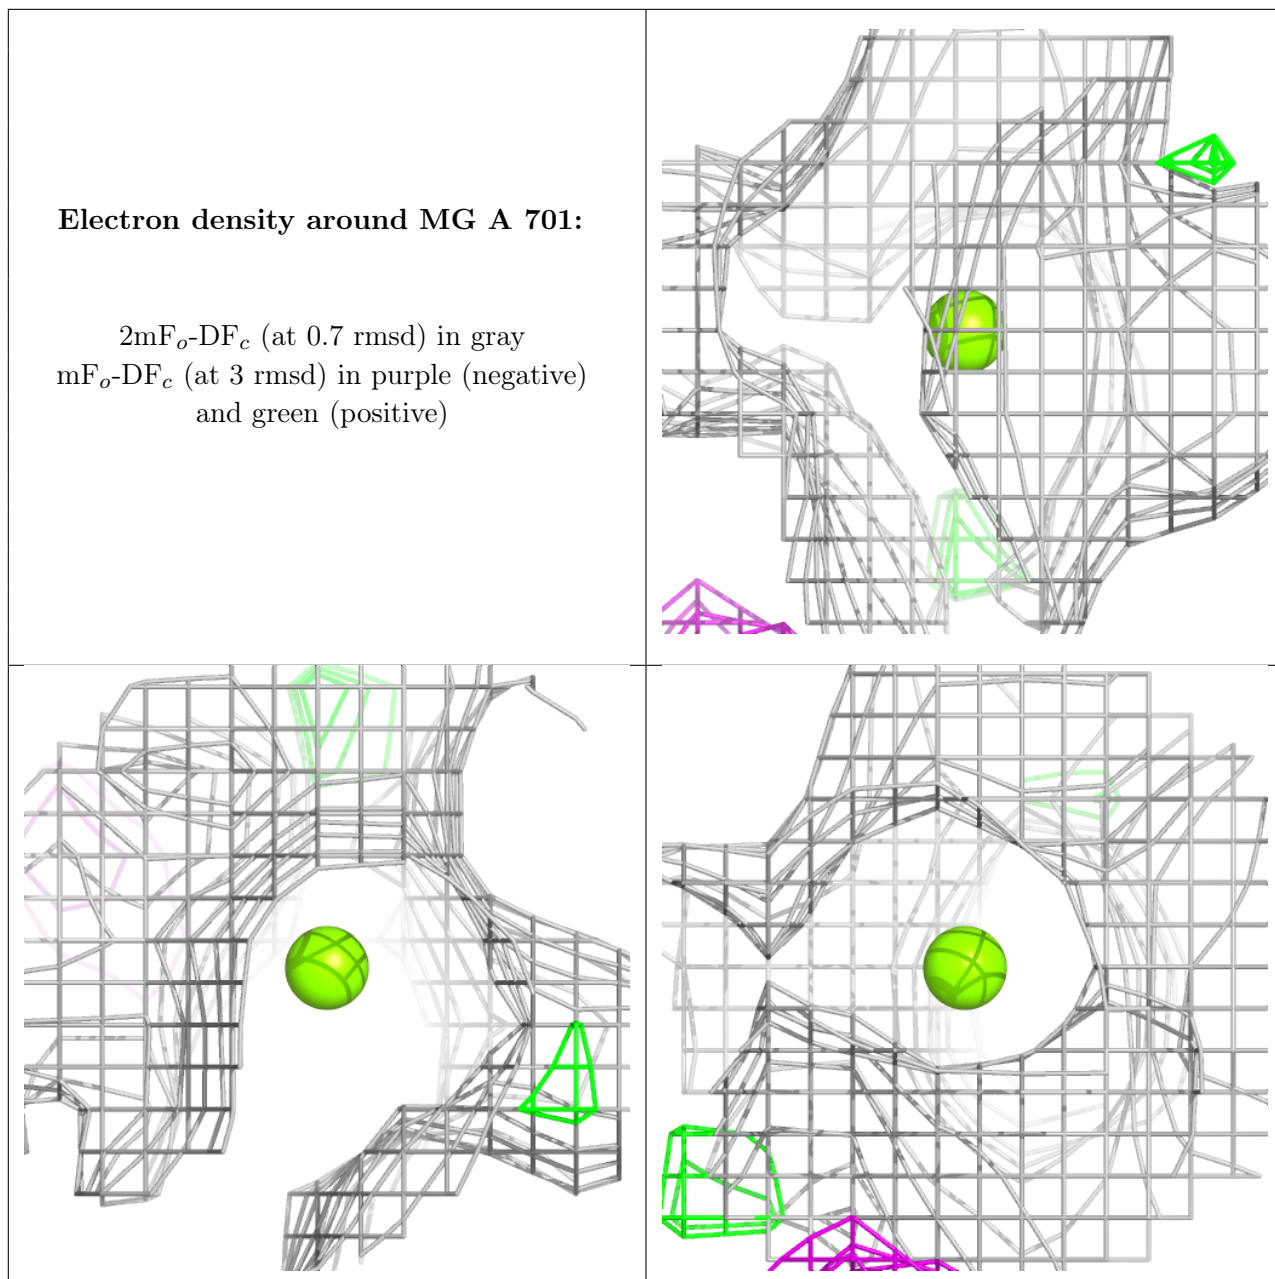 Electron density around MG A 701:
2mFo-DFc (at 0.7 rmsd) in gray
mFo-DFc (at 3 rmsd) in purple (negative)
and green (positive)